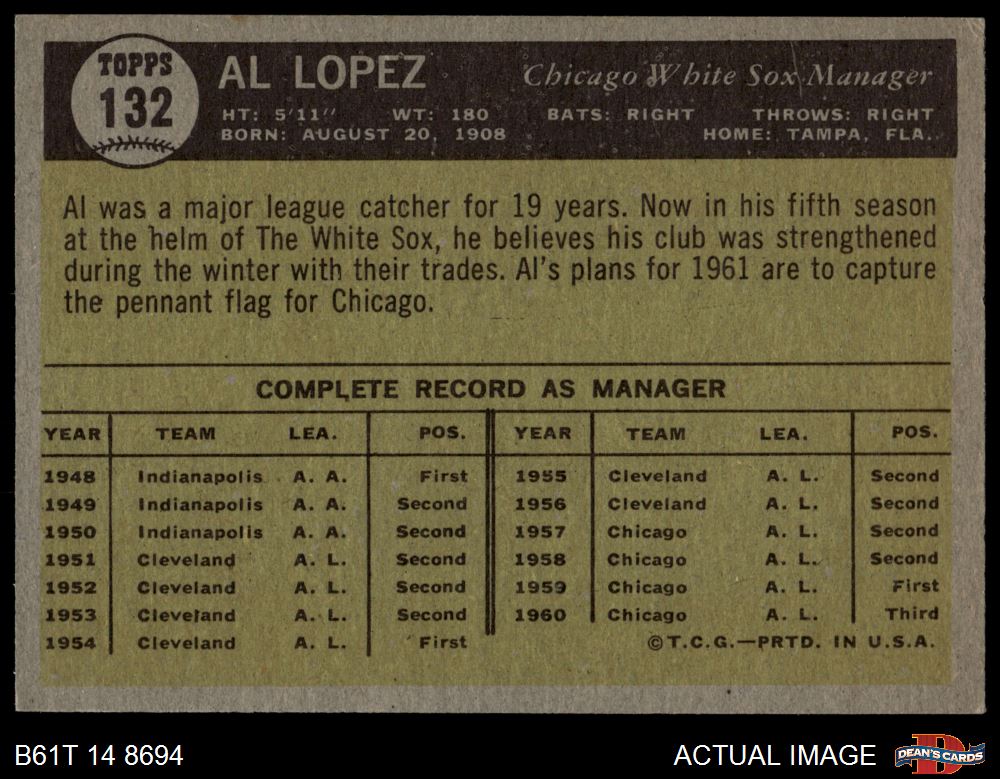 TOPPS
132
AL LOPEZ Chicago White Sox Manager
HT: 5'11" WT: 180 BATS: RIGHT THROWS: RIGHT
BORN: AUGUST 20, 1908 HOME: TAMPA, FLA.
Al was a major league catcher for 19 years. Now in his fifth season
at the helm of The White Sox, he believes his club was strengthened
during the winter with their trades. Al's plans for 1961 are to capture
the pennant flag for Chicago.
COMPLETE RECORD AS MANAGER
YEAR TEAM LEA. POS. YEAR TEAM LEA. POS.
1948 Indianapolis A. A. First 1955 Cleveland A. L. Second
1949 Indianapolis A. A. Second 1956 Cleveland A. L. Second
1950 Indianapolis A. A. Second 1957 Chicago A. L. Second
1951 Cleveland A. L. Second 1958 Chicago A. L. Second
1952 Cleveland A. L. Second 1959 Chicago A. L. First
1953 Cleveland A. L. Second 1960 Chicago A. L. Third
1954 Cleveland A. L. First ©T.C.G.—PRTD. IN U.S.A.
B61T 14 8694 ACTUAL IMAGE DEAN'S CARDS